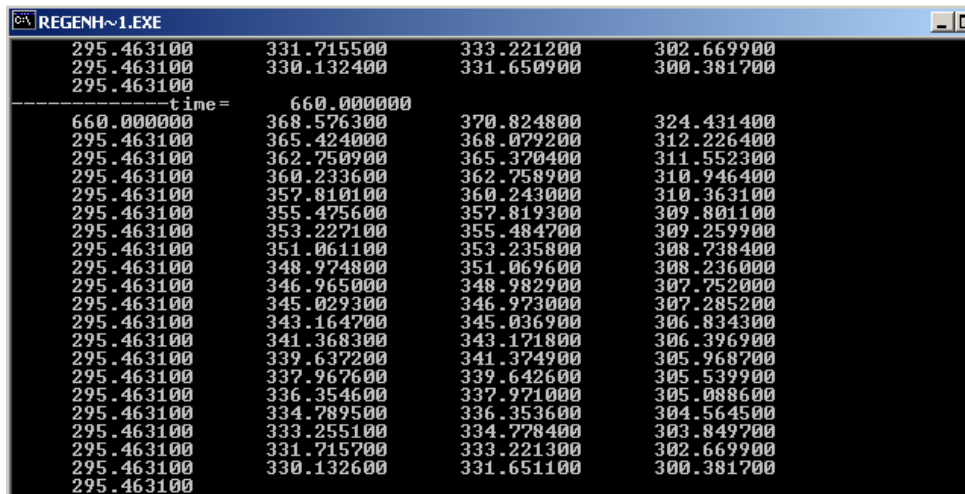 REGENH~1.EXE
295.463100 331.715500 333.221200 302.669900
295.463100 330.132400 331.650900 300.381700
295.463100
-------------time= 660.000000
660.000000 368.576300 370.824800 324.431400
295.463100 365.424000 368.079200 312.226400
295.463100 362.750900 365.370400 311.552300
295.463100 360.233600 362.758900 310.946400
295.463100 357.810100 360.243000 310.363100
295.463100 355.475600 357.819300 309.801100
295.463100 353.227100 355.484700 309.259900
295.463100 351.061100 353.235800 308.738400
295.463100 348.974800 351.069600 308.236000
295.463100 346.965000 348.982900 307.752000
295.463100 345.029300 346.973000 307.285200
295.463100 343.164700 345.036900 306.834300
295.463100 341.368300 343.171800 306.396900
295.463100 339.637200 341.374900 305.968700
295.463100 337.967600 339.642600 305.539900
295.463100 336.354600 337.971000 305.088600
295.463100 334.789500 336.353600 304.564500
295.463100 333.255100 334.778400 303.849700
295.463100 331.715700 333.221300 302.669900
295.463100 330.132600 331.651100 300.381700
295.463100